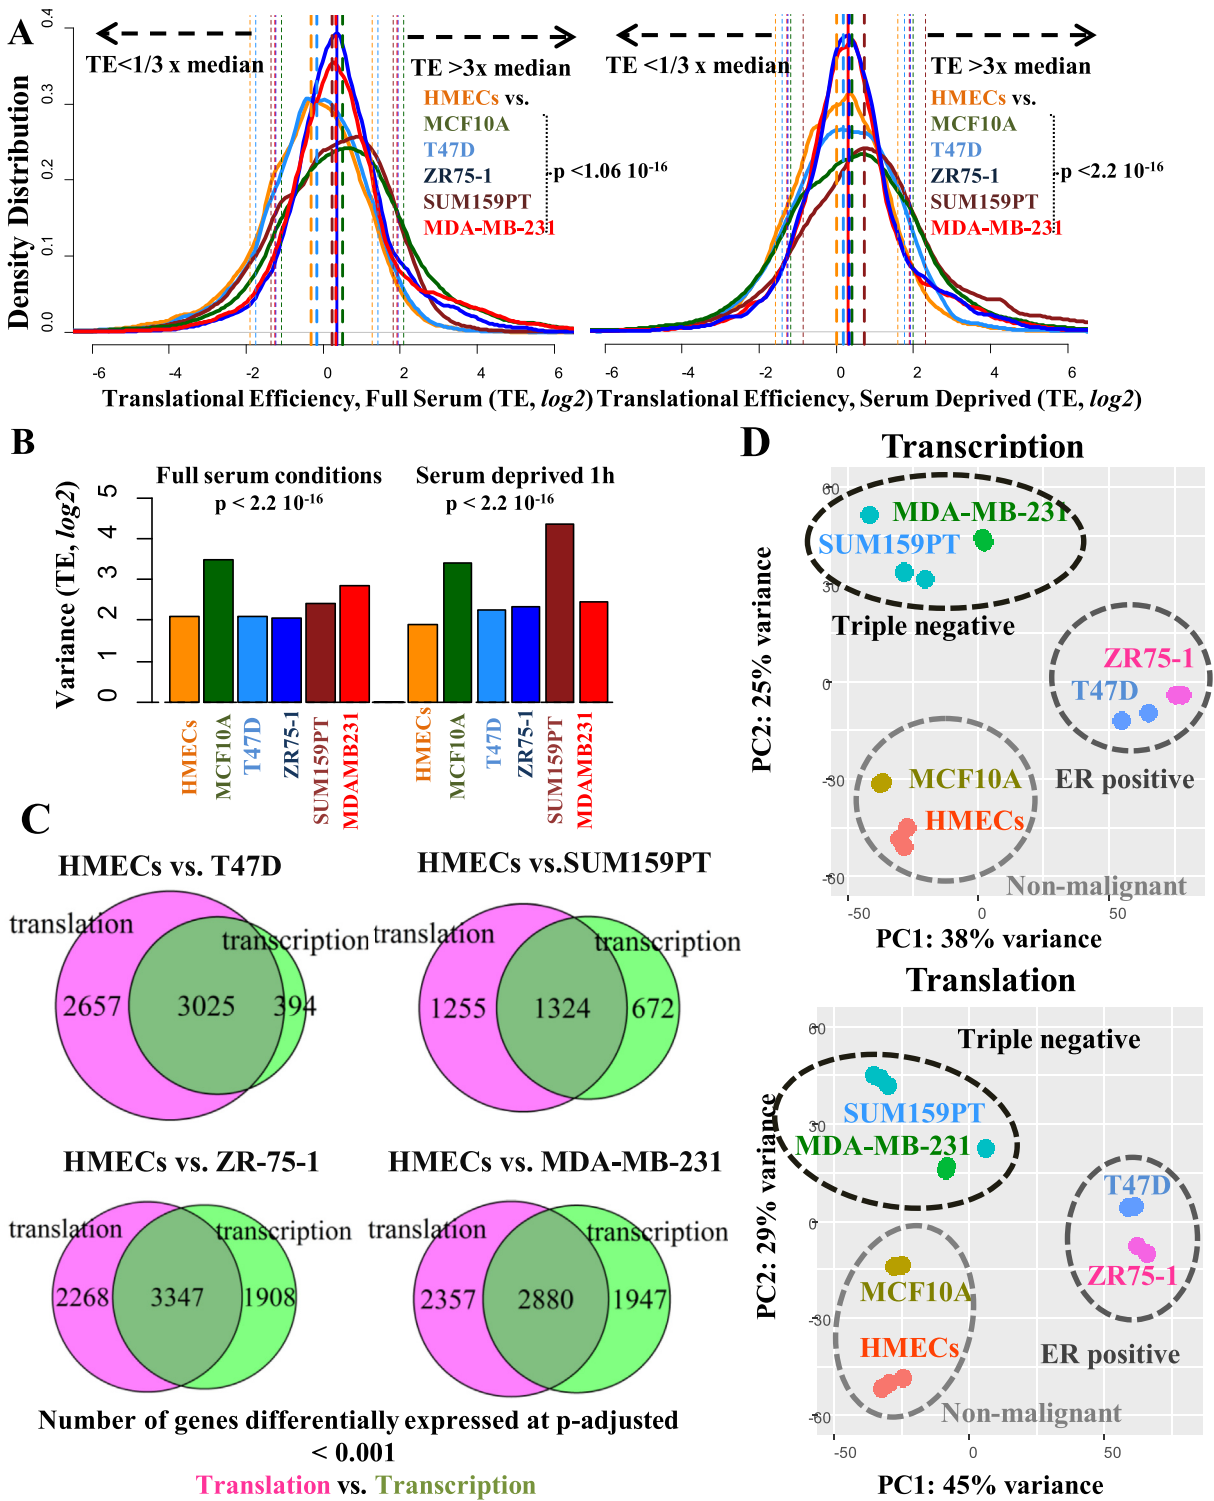 A
TE<1/3 x median
TE >3x median
HMECs vs.
MCF10A
T47D
ZR75-1
SUM159PT
MDA-MB-231
p <1.06 10-16
Density Distribution
0.0
0.1
0.2
0.3
0.4
-6
-4
-2
0
2
4
6
Translational Efficiency, Full Serum (TE, log2)
TE<1/3 x median
TE >3x median
HMECs vs.
MCF10A
T47D
ZR75-1
SUM159PT
MDA-MB-231
p <2.2 10-16
-6
-4
-2
0
2
4
6
Translational Efficiency, Serum Deprived (TE, log2)
B
Full serum conditions
p < 2.2 10-16
Serum deprived 1h
p < 2.2 10-16
Variance (TE, log2)
0
1
2
3
4
5
HMECs
MCF10A
T47D
ZR75-1
SUM159PT
MDAMB231
HMECs
MCF10A
T47D
ZR75-1
SUM159PT
MDAMB231
C
HMECs vs. T47D
translation
transcription
2657
3025
394
HMECs vs.SUM159PT
translation
transcription
1255
1324
672
HMECs vs. ZR-75-1
translation
transcription
2268
3347
1908
HMECs vs. MDA-MB-231
translation
transcription
2357
2880
1947
Number of genes differentially expressed at p-adjusted
< 0.001
Translation vs. Transcription
D
Transcription
60
30
0
-30
-60
PC2: 25% variance
MDA-MB-231
SUM159PT
Triple negative
ZR75-1
T47D
ER positive
MCF10A
HMECs
Non-malignant
-50
0
50
PC1: 38% variance
Translation
60
30
0
-30
-60
PC2: 29% variance
Triple negative
SUM159PT
MDA-MB-231
T47D
ZR75-1
MCF10A
HMECs
ER positive
Non-malignant
-50
0
50
PC1: 45% variance